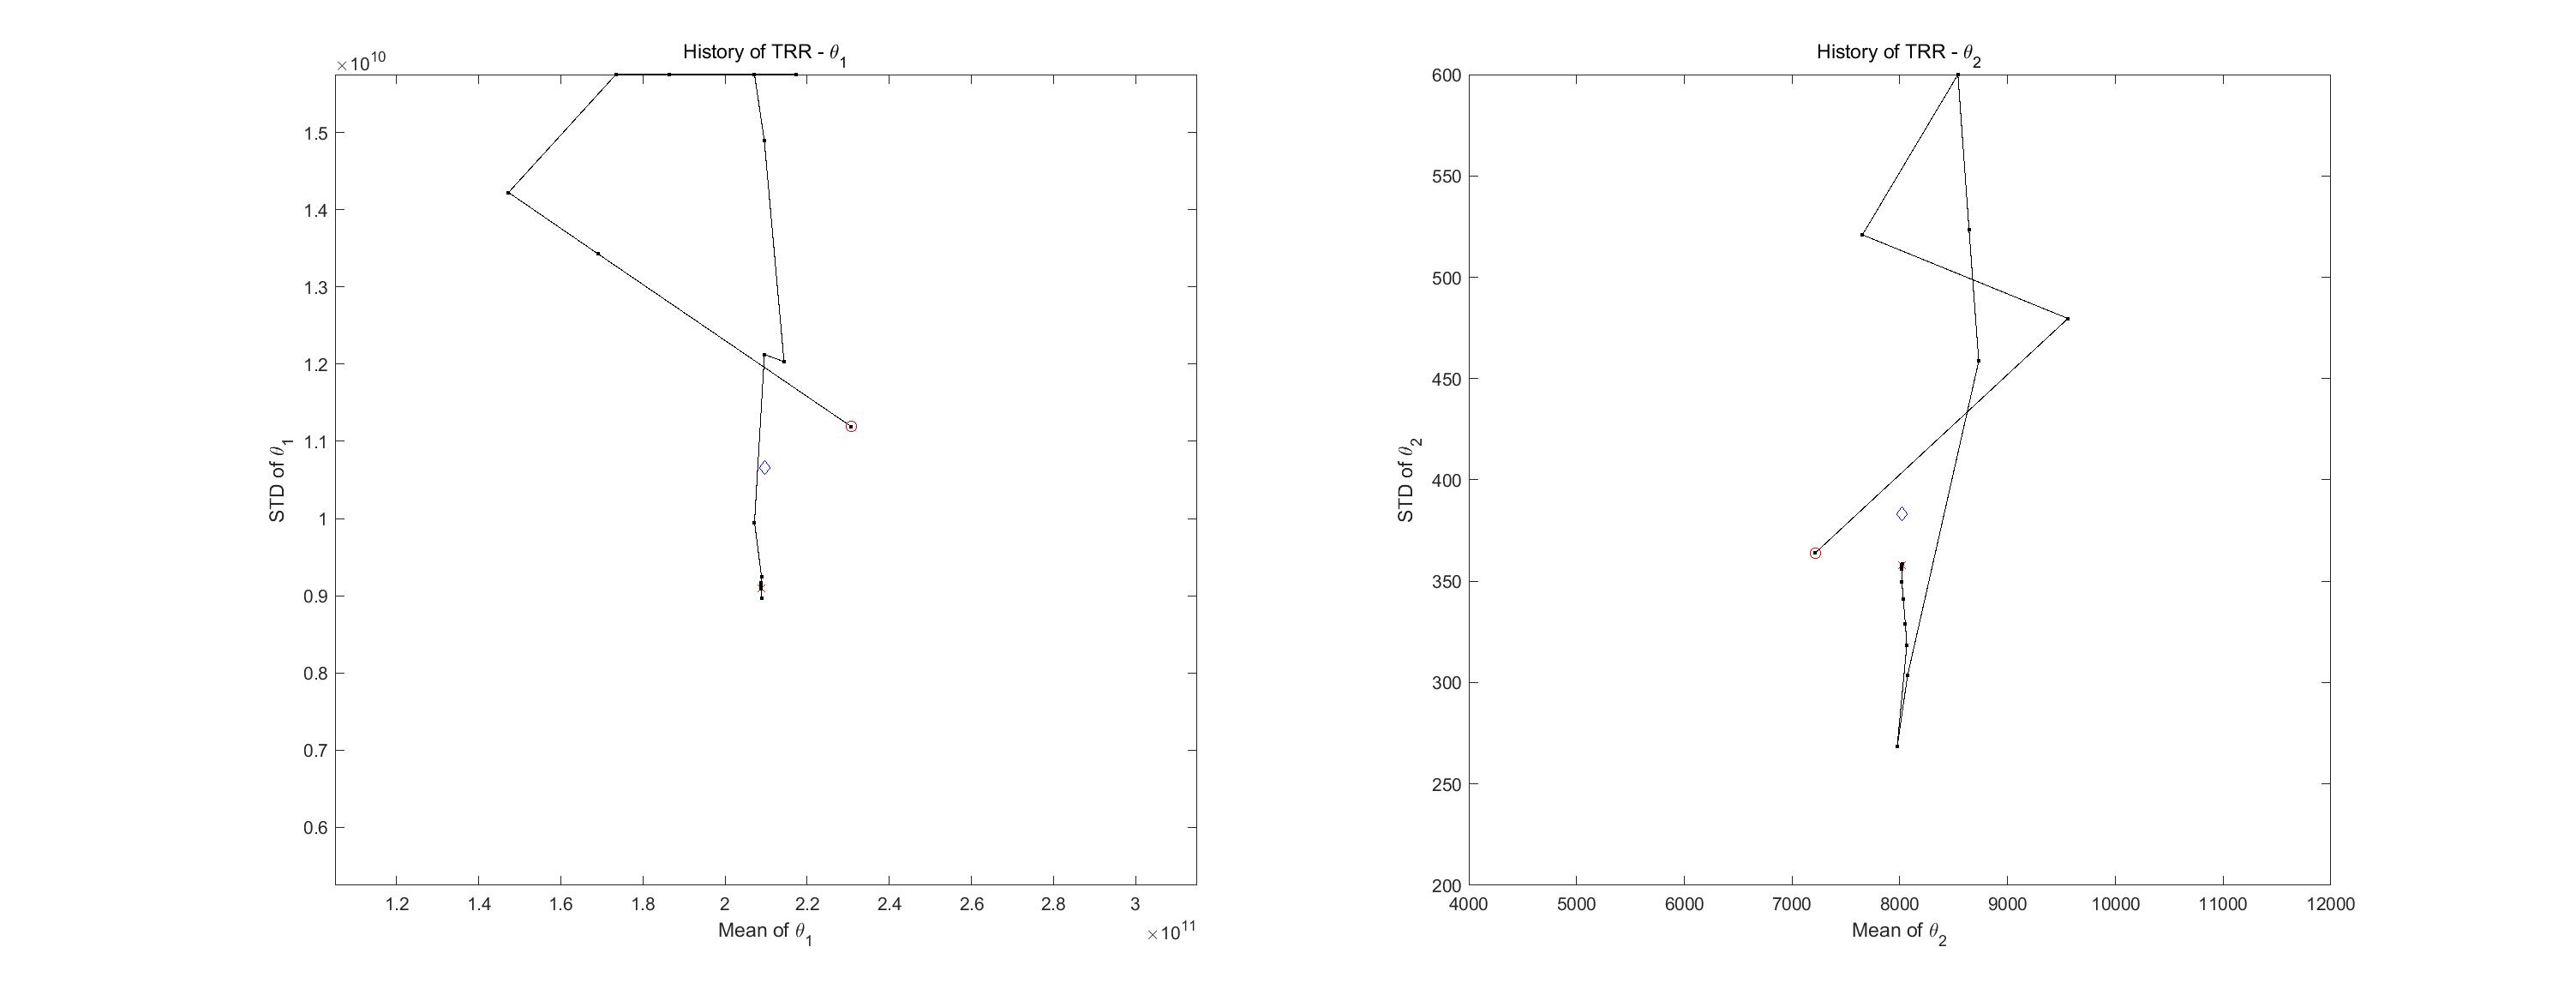 History of TRR - θ1
×10^10
1.5
1.4
1.3
1.2
1.1
1
0.9
0.8
0.7
0.6
STD of θ1
1.2 1.4 1.6 1.8 2 2.2 2.4 2.6 2.8 3
Mean of θ1
×10^11
History of TRR - θ2
600
550
500
450
400
350
300
250
200
STD of θ2
4000 5000 6000 7000 8000 9000 10000 11000 12000
Mean of θ2